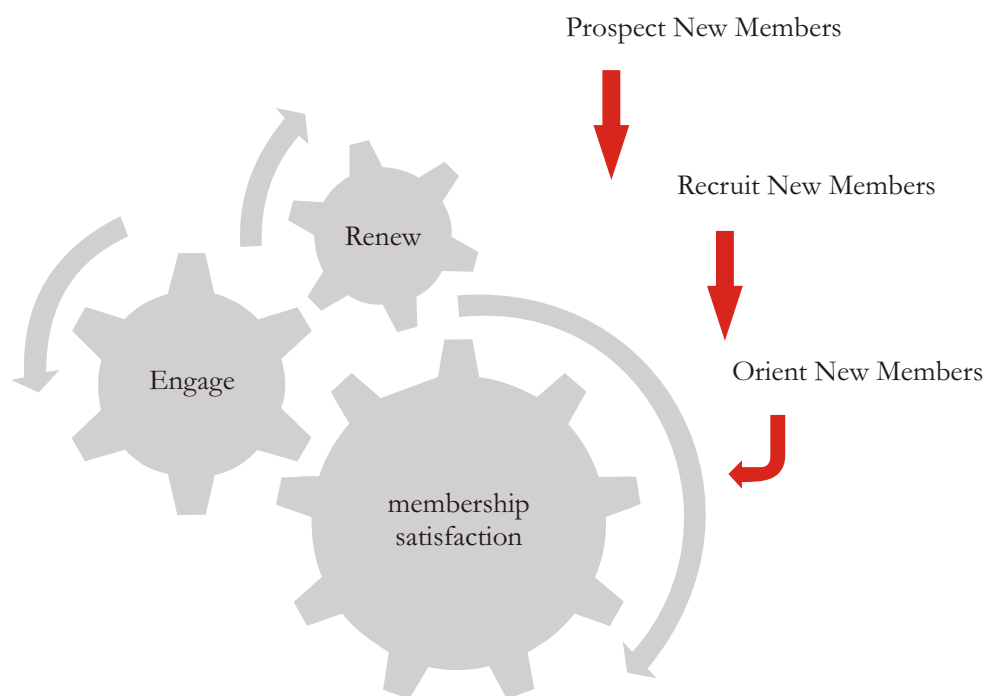 Prospect New Members
Recruit New Members
Renew
Orient New Members
Engage
membership
satisfaction